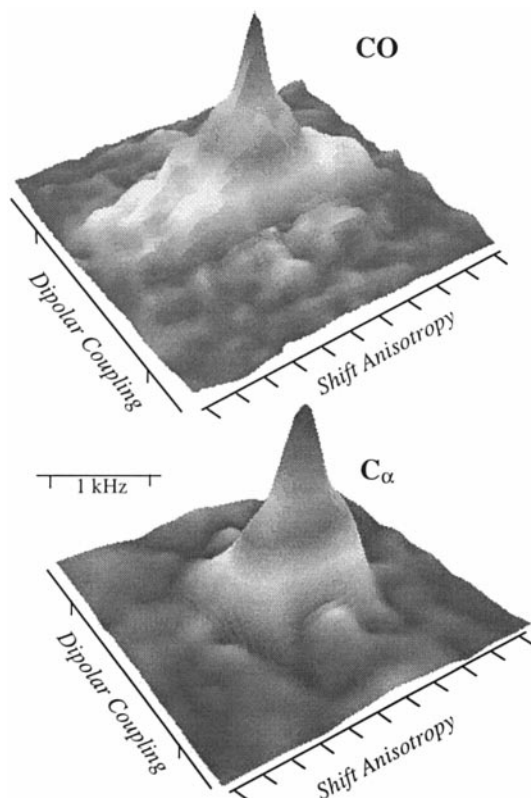 CO
Dipolar Coupling
Shift Anisotropy
1 kHz
Cα
Dipolar Coupling
Shift Anisotropy